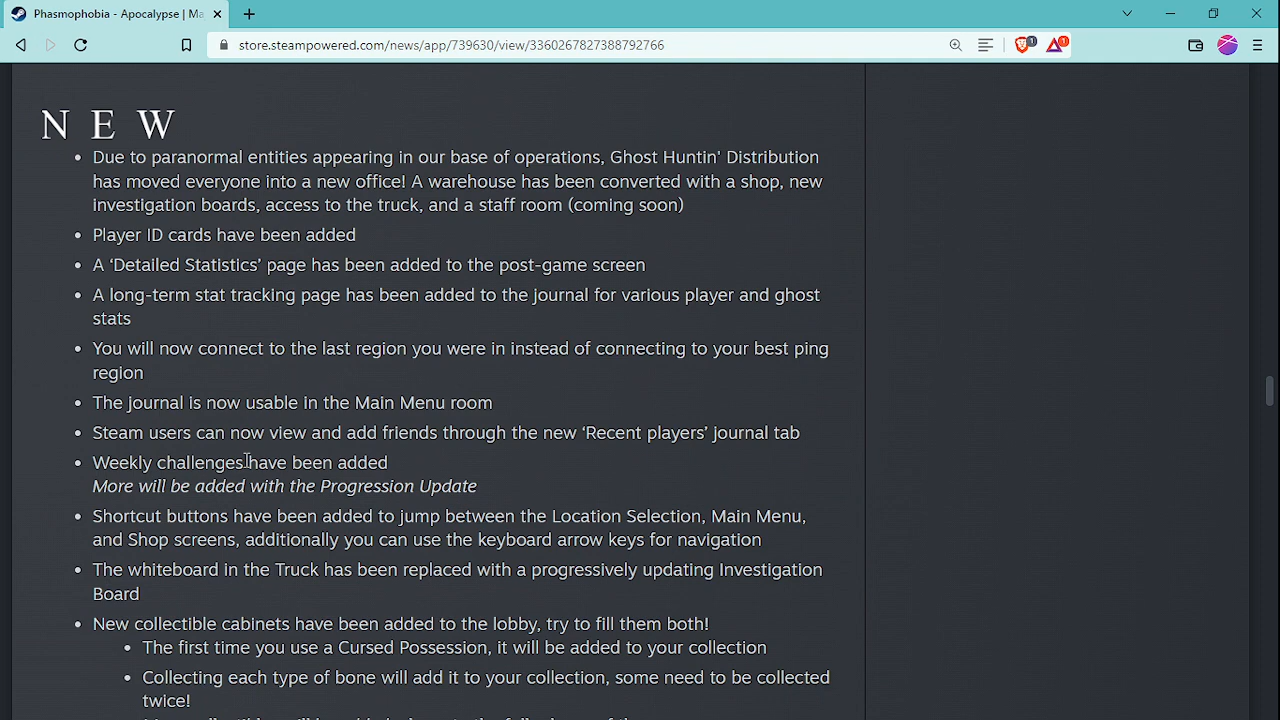 Phasmophobia - Apocalypse | Ma
store.steampowered.com/news/app/739630/view/3360267827388792766
1
1
NEW
• Due to paranormal entities appearing in our base of operations, Ghost Huntin' Distribution
has moved everyone into a new office! A warehouse has been converted with a shop, new
investigation boards, access to the truck, and a staff room (coming soon)
• Player ID cards have been added
• A ‘Detailed Statistics’ page has been added to the post-game screen
• A long-term stat tracking page has been added to the journal for various player and ghost
stats
• You will now connect to the last region you were in instead of connecting to your best ping
region
• The journal is now usable in the Main Menu room
• Steam users can now view and add friends through the new ‘Recent players’ journal tab
• Weekly challenges have been added
More will be added with the Progression Update
• Shortcut buttons have been added to jump between the Location Selection, Main Menu,
and Shop screens, additionally you can use the keyboard arrow keys for navigation
• The whiteboard in the Truck has been replaced with a progressively updating Investigation
Board
• New collectible cabinets have been added to the lobby, try to fill them both!
• The first time you use a Cursed Possession, it will be added to your collection
• Collecting each type of bone will add it to your collection, some need to be collected
twice!